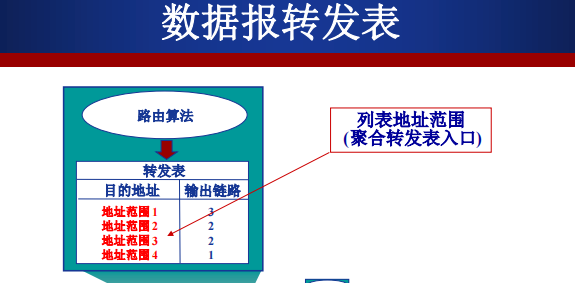 数据报转发表
路由算法
列表地址范围
(聚合转发表入口)
转发表
目的地址 输出链路
地址范围 1 3
地址范围 2 2
地址范围 3 2
地址范围 4 1